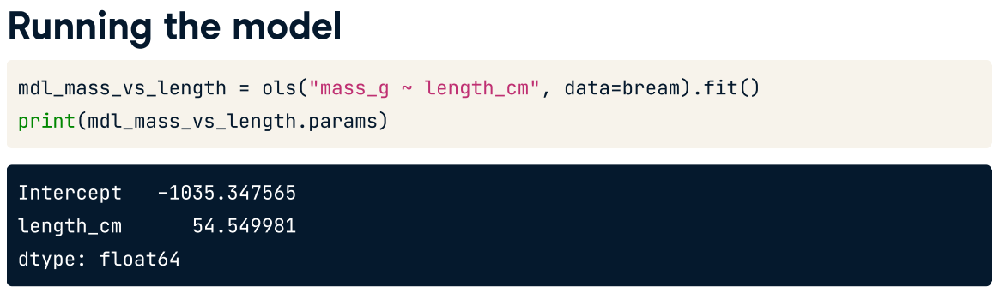 Running the model
mdl_mass_vs_length = ols("mass_g ~ length_cm", data=bream).fit()
print(mdl_mass_vs_length.params)
Intercept   -1035.347565
length_cm      54.549981
dtype: float64